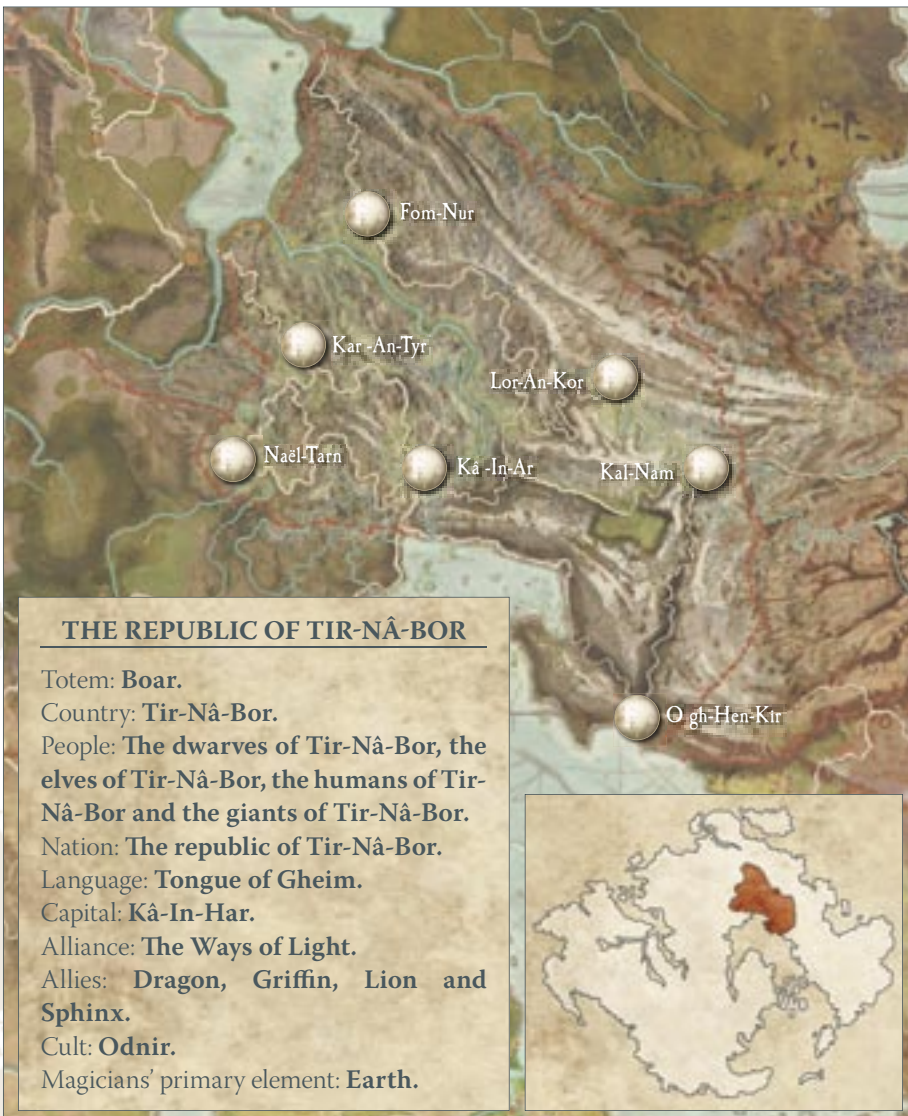 Fom-Nur
Kar -An-Tyr
Lor-An-Kor
Naël-Tarn
Kâ -In-Ar
Kal-Nam
O gh-Hen-Kir
THE REPUBLIC OF TIR-NÂ-BOR
Totem: Boar.
Country: Tir-Nâ-Bor.
People: The dwarves of Tir-Nâ-Bor, the
elves of Tir-Nâ-Bor, the humans of Tir-
Nâ-Bor and the giants of Tir-Nâ-Bor.
Nation: The republic of Tir-Nâ-Bor.
Language: Tongue of Gheim.
Capital: Kâ-In-Har.
Alliance: The Ways of Light.
Allies: Dragon, Griffin, Lion and
Sphinx.
Cult: Odnir.
Magicians' primary element: Earth.